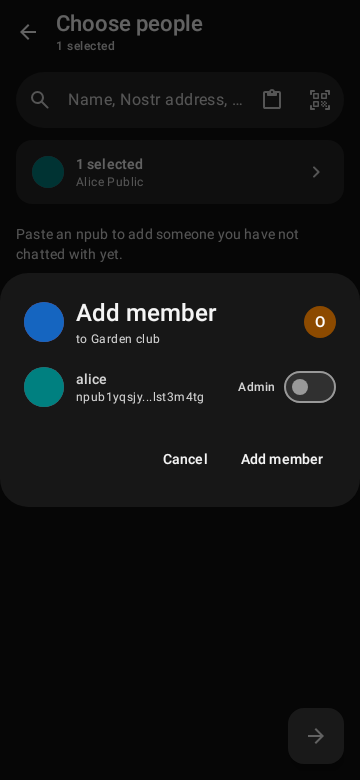 Choose people
1 selected
Name, Nostr address, ...
1 selected
Alice Public
Paste an npub to add someone you have not
chatted with yet.
Add member
to Garden club
O
alice
npub1yqsjy...lst3m4tg
Admin
Cancel
Add member